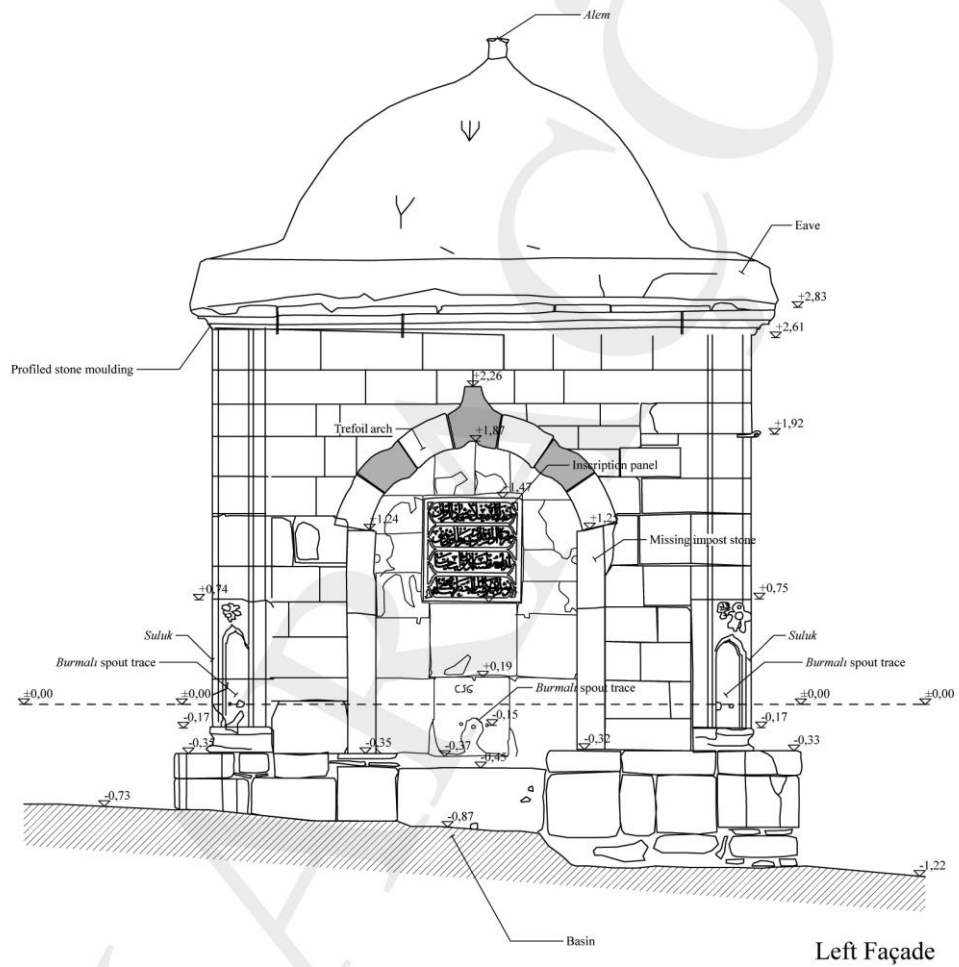 Alem
Eave
+2,83
+2,61
Profiled stone moulding
+2,26
Trefoil arch
+1,87
+1,92
Inscription panel
+1,47
+1,24
+1,2
Missing impost stone
+0,74
+0,75
Suluk
Suluk
Burmalı spout trace
Burmalı spout trace
+0,19
Burmalı spout trace
±0,00
±0,00
±0,00
±0,00
-0,15
-0,17
-0,17
-0,35
-0,35
-0,37
-0,32
-0,33
-0,45
-0,73
-0,87
-1,22
Basin
Left Façade